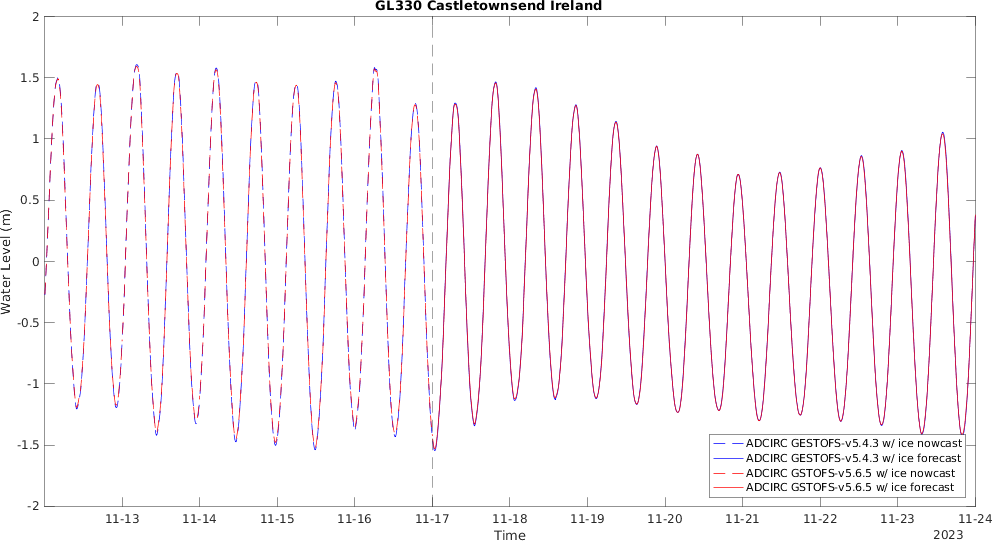 GL330 Castletownsend Ireland
2
1.5
1
0.5
0
-0.5
-1
-1.5
-2
Water Level (m)
ADCIRC GESTOFS-v5.4.3 w/ ice nowcast
ADCIRC GESTOFS-v5.4.3 w/ ice forecast
ADCIRC GSTOFS-v5.6.5 w/ ice nowcast
ADCIRC GSTOFS-v5.6.5 w/ ice forecast
11-13 11-14 11-15 11-16 11-17 11-18 11-19 11-20 11-21 11-22 11-23 11-24
Time
2023